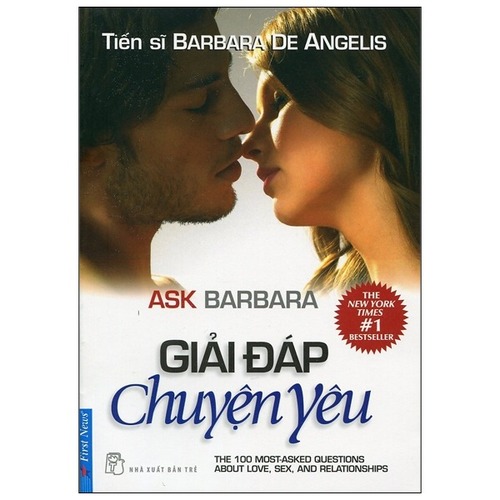 Tiến sĩ BARBARA DE ANGELIS
ASK BARBARA
THE
NEW YORK
TIMES
#1
BESTSELLER
GIẢI ĐÁP
Chuyện Yêu
THE 100 MOST-ASKED QUESTIONS
ABOUT LOVE, SEX, AND RELATIONSHIPS
First News
NHÀ XUẤT BẢN TRẺ